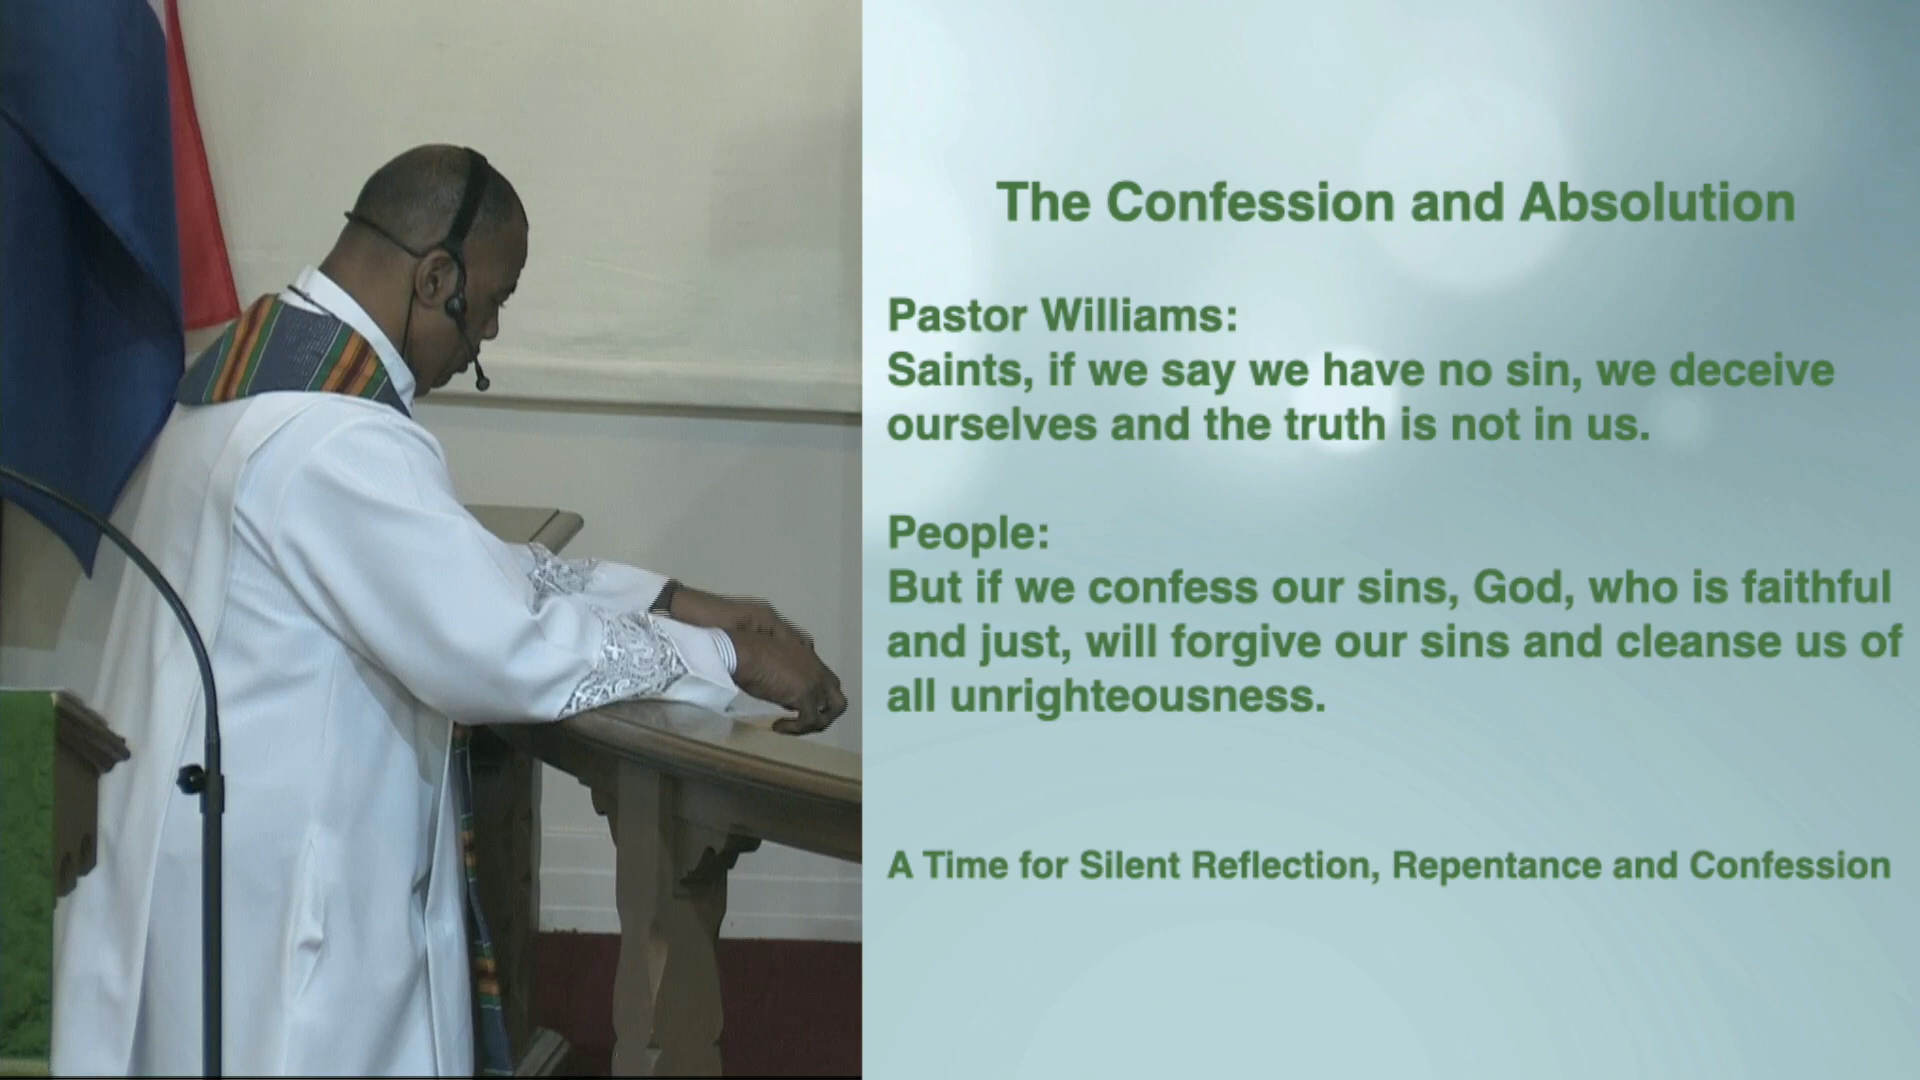 The Confession and Absolution
Pastor Williams:
Saints, if we say we have no sin, we deceive
ourselves and the truth is not in us.
People:
But if we confess our sins, God, who is faithful
and just, will forgive our sins and cleanse us of
all unrighteousness.
A Time for Silent Reflection, Repentance and Confession